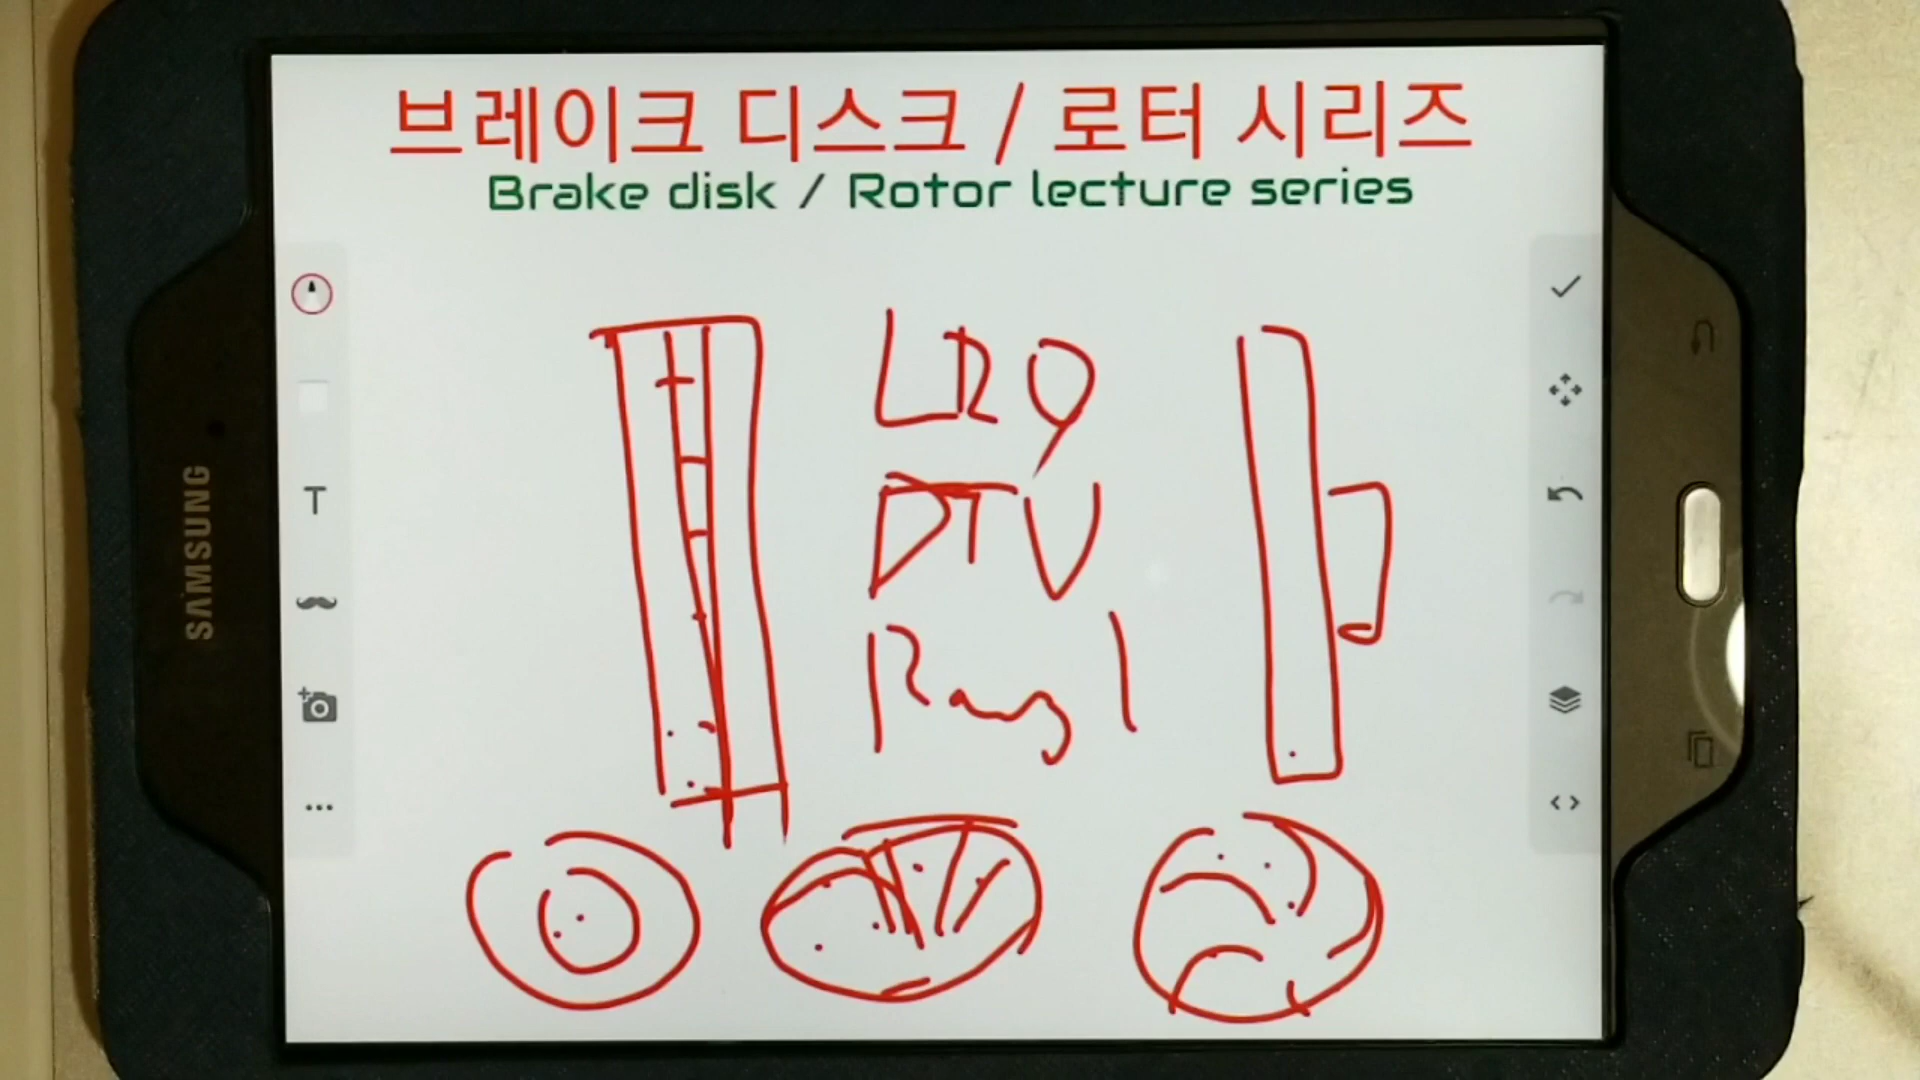 브레이크 디스크 / 로터 시리즈
Brake disk / Rotor lecture series
SAMSUNG
T
LRO
DTV